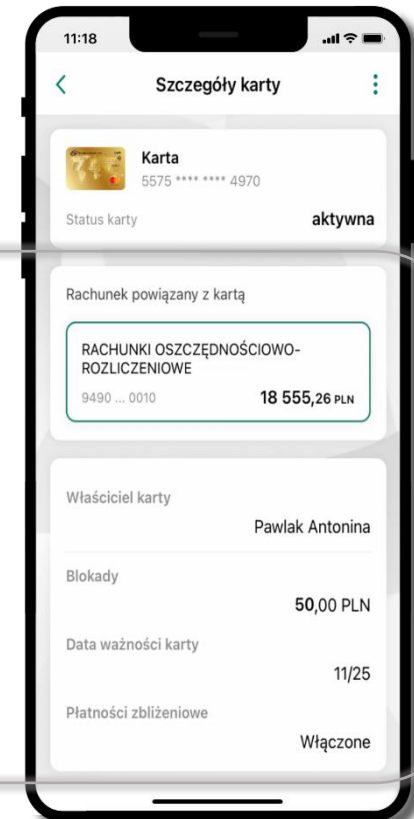 11:18
Szczegóły karty
Karta
5575 **** **** 4970
Status karty
aktywna
Rachunek powiązany z kartą
RACHUNKI OSZCZĘDNOŚCIOWO-
ROZLICZENIOWE
9490 ... 0010
18 555,26 PLN
Właściciel karty
Pawlak Antonina
Blokady
50,00 PLN
Data ważności karty
11/25
Płatności zbliżeniowe
Włączone